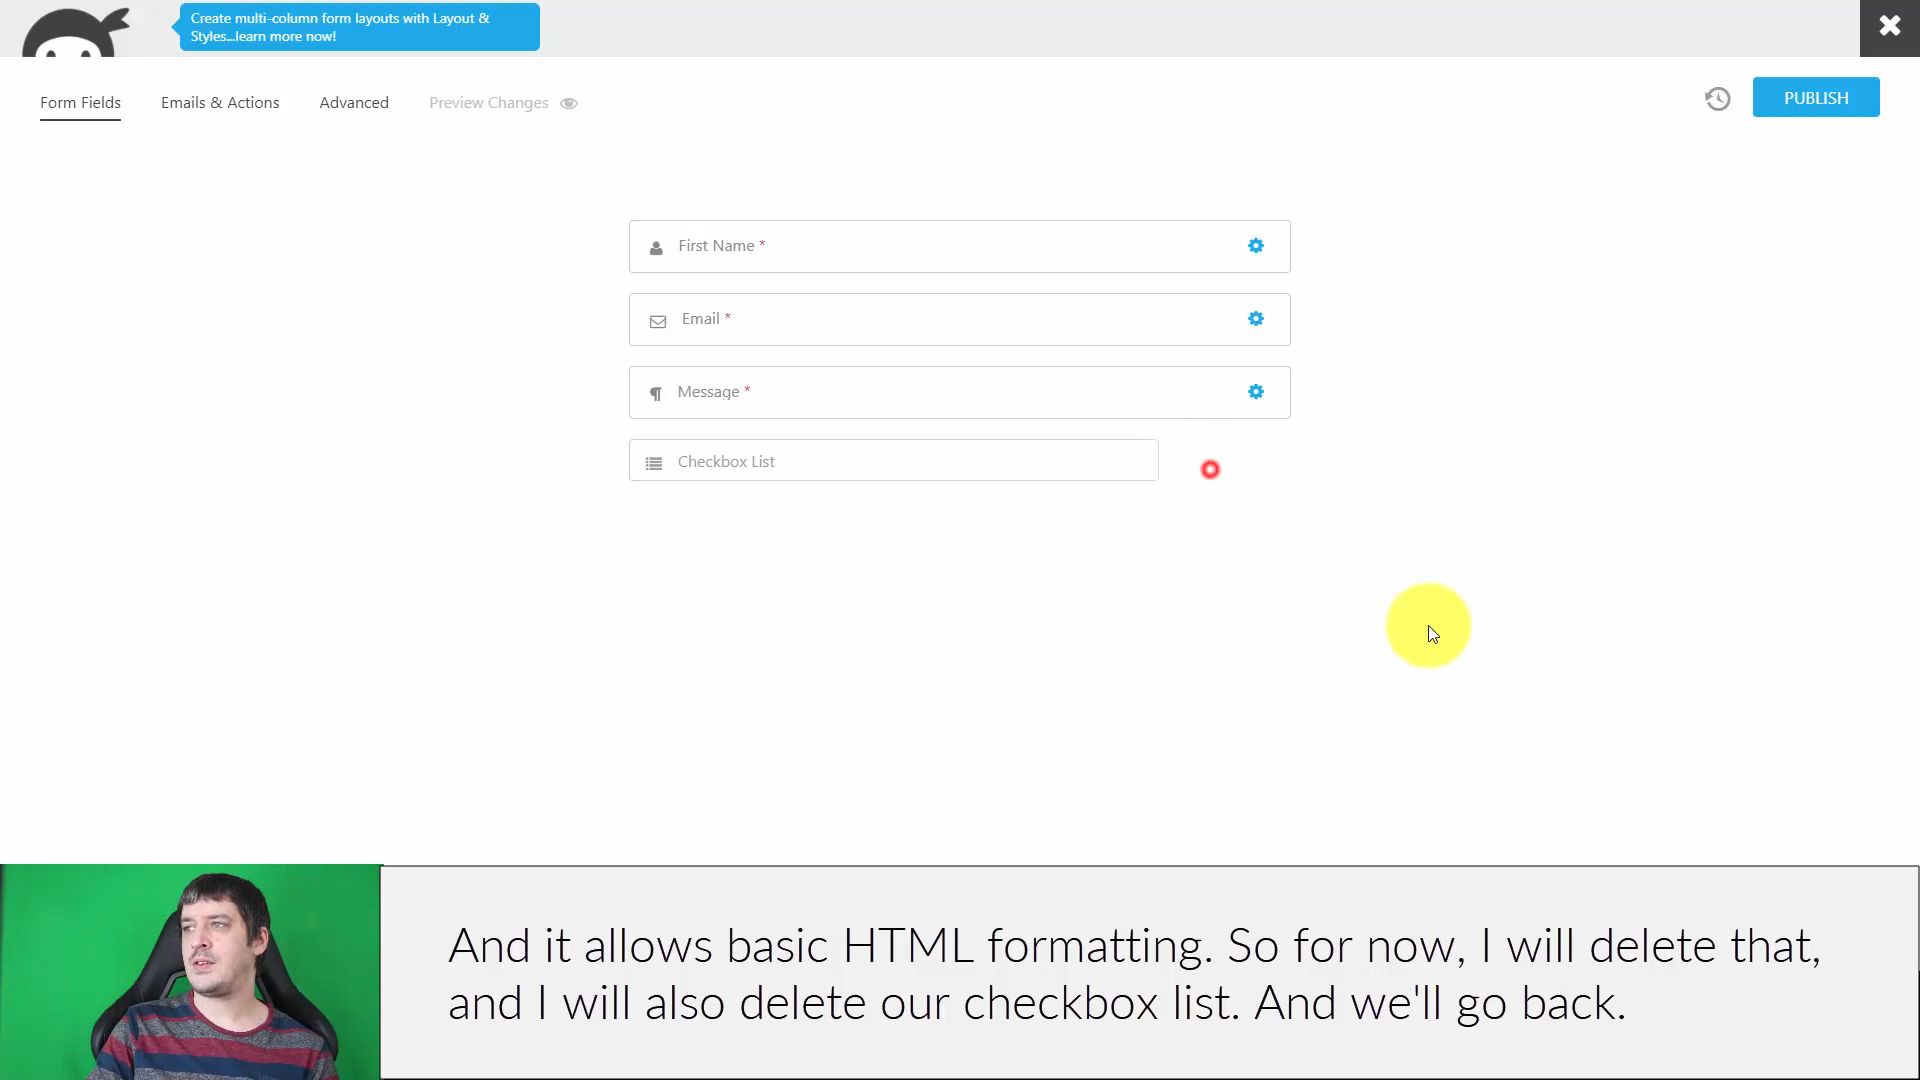 Create multi-column form layouts with Layout &
Styles...learn more now!
Form Fields
Emails & Actions
Advanced
Preview Changes
PUBLISH
First Name *
Email *
Message *
Checkbox List
And it allows basic HTML formatting. So for now, I will delete that,
and I will also delete our checkbox list. And we'll go back.